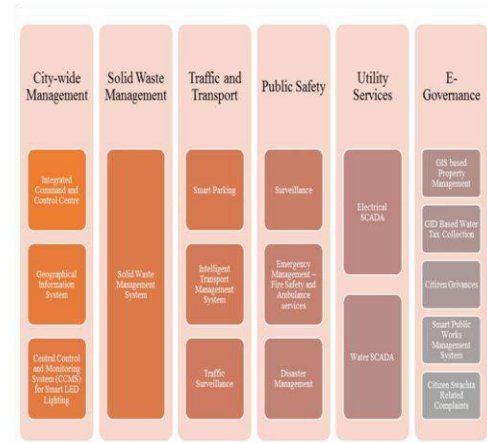 City-wide
Management
Integrated
Command and
Control Centre
Geographical
Information
System
Central Control
and Monitoring
System (CCMS)
for Smart LED
Lighting
Solid Waste
Management
Solid Waste
Management
System
Traffic and
Transport
Smart Parking
Intelligent
Transport
Management
System
Traffic
Surveillance
Public Safety
Surveillance
Emergency
Management –
Fire Safety and
Ambulance
services
Disaster
Management
Utility
Services
Electrical
SCADA
Water SCADA
E-
Governance
GIS based
Property
Management
GID Based Water
Tax Collection
Citizen Grivances
Smart Public
Works
Management
System
Citizen Swachta
Related
Complaints